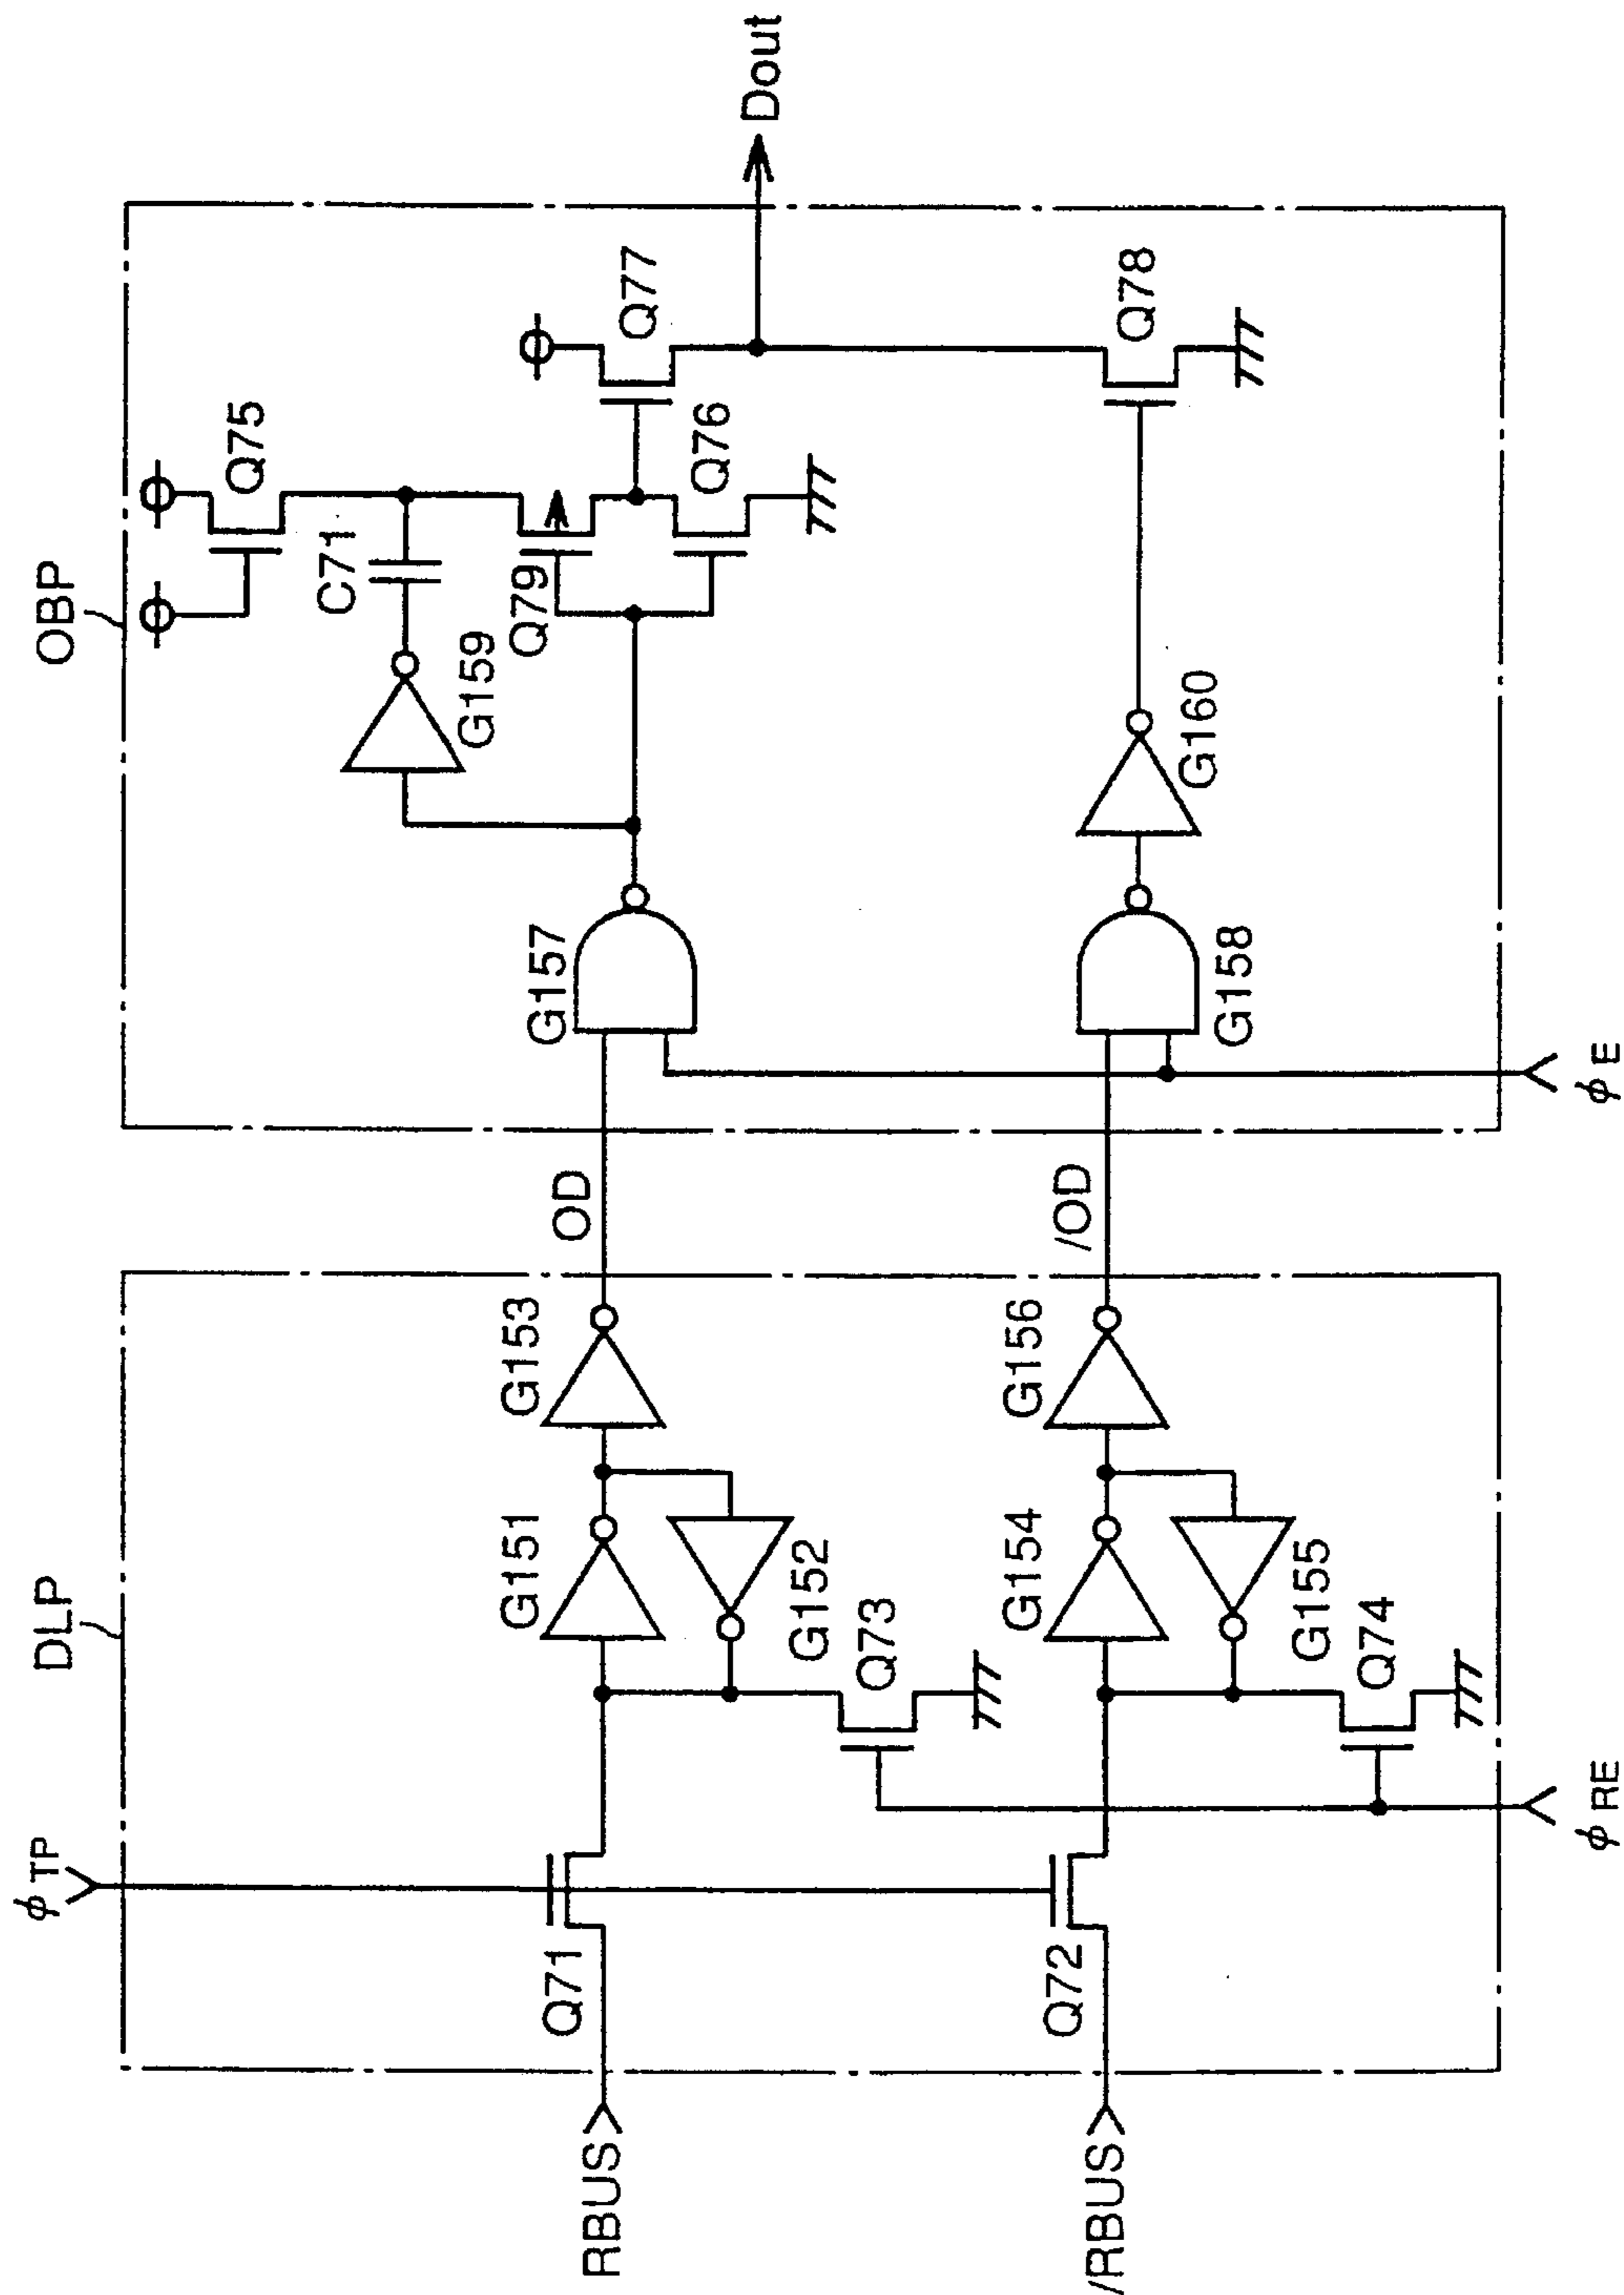 φTP
DLP
OBP
RBUS
Q71
G151
G153
OD
G157
G159
C71
Q75
Q79
Q76
Q77
Dout
G152
Q73
/RBUS
Q72
G154
G156
/OD
G158
G160
Q78
G155
Q74
φRE
φE